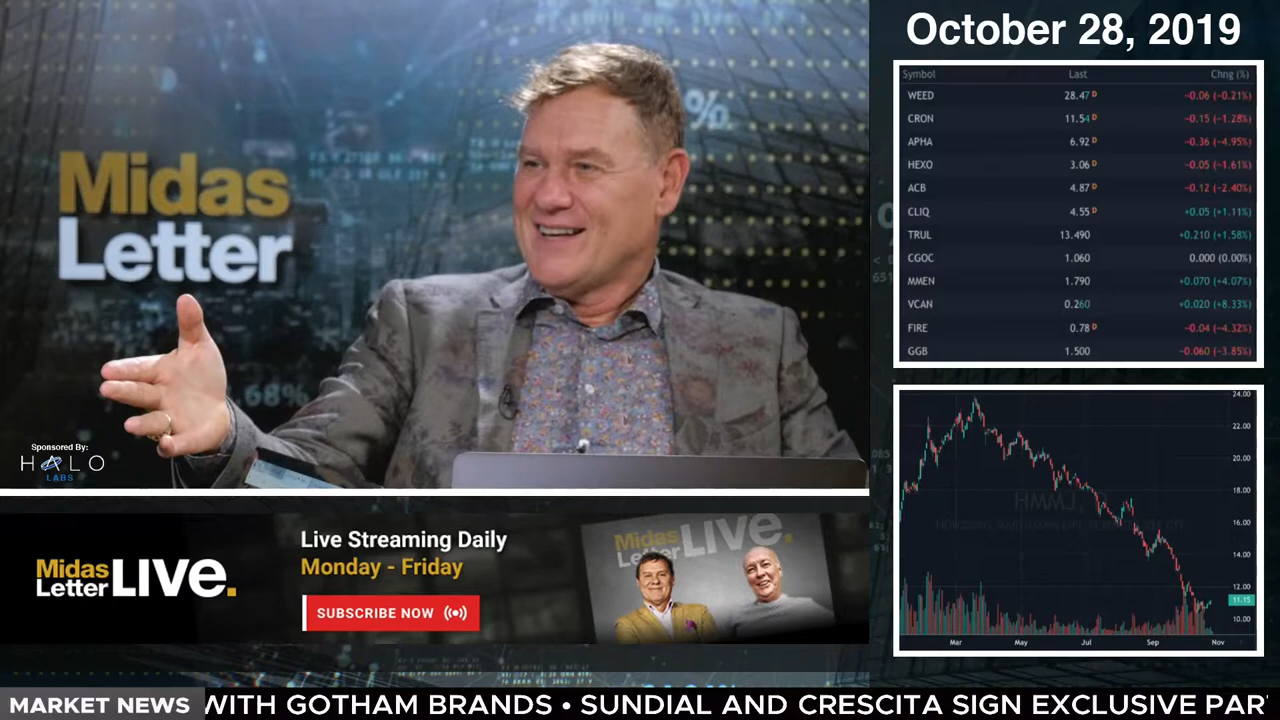 October 28, 2019
Midas
Letter
%
.68%
Sponsored By:
HALO
LABS
Symbol Last Chng (%)
WEED 28.47 D −0.06 (−0.21%)
CRON 11.54 D −0.15 (−1.28%)
APHA 6.92 D −0.36 (−4.95%)
HEXO 3.06 D −0.05 (−1.61%)
ACB 4.87 D −0.12 (−2.40%)
CLIQ 4.55 D +0.05 (+1.11%)
TRUL 13.490 +0.210 (+1.58%)
CGOC 1.060 0.000 (0.00%)
MMEN 1.790 +0.070 (+4.07%)
VCAN 0.260 +0.020 (+8.33%)
FIRE 0.78 D −0.04 (−4.32%)
GGB 1.500 −0.060 (−3.85%)
24.00
22.00
20.00
18.00
16.00
14.00
12.00
11.15
10.00
HMMJ
Mar May Jul Sep Nov
Midas
Letter LIVE.
Live Streaming Daily
Monday - Friday
SUBSCRIBE NOW
Midas
Letter LIVE.
MARKET NEWS WITH GOTHAM BRANDS • SUNDIAL AND CRESCITA SIGN EXCLUSIVE PAR